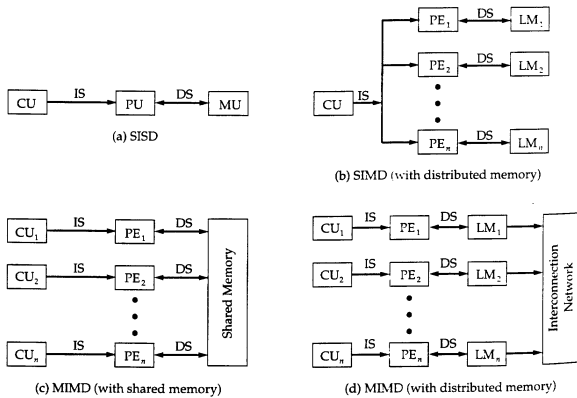 CU
IS
PU
DS
MU
(a) SISD
CU
IS
PE₁
DS
LM₁
PE₂
DS
LM₂
PEₙ
DS
LMₙ
(b) SIMD (with distributed memory)
CU₁
IS
PE₁
DS
CU₂
IS
PE₂
DS
CUₙ
IS
PEₙ
DS
Shared Memory
(c) MIMD (with shared memory)
CU₁
IS
PE₁
DS
LM₁
CU₂
IS
PE₂
DS
LM₂
CUₙ
IS
PEₙ
DS
LMₙ
Interconnection
Network
(d) MIMD (with distributed memory)